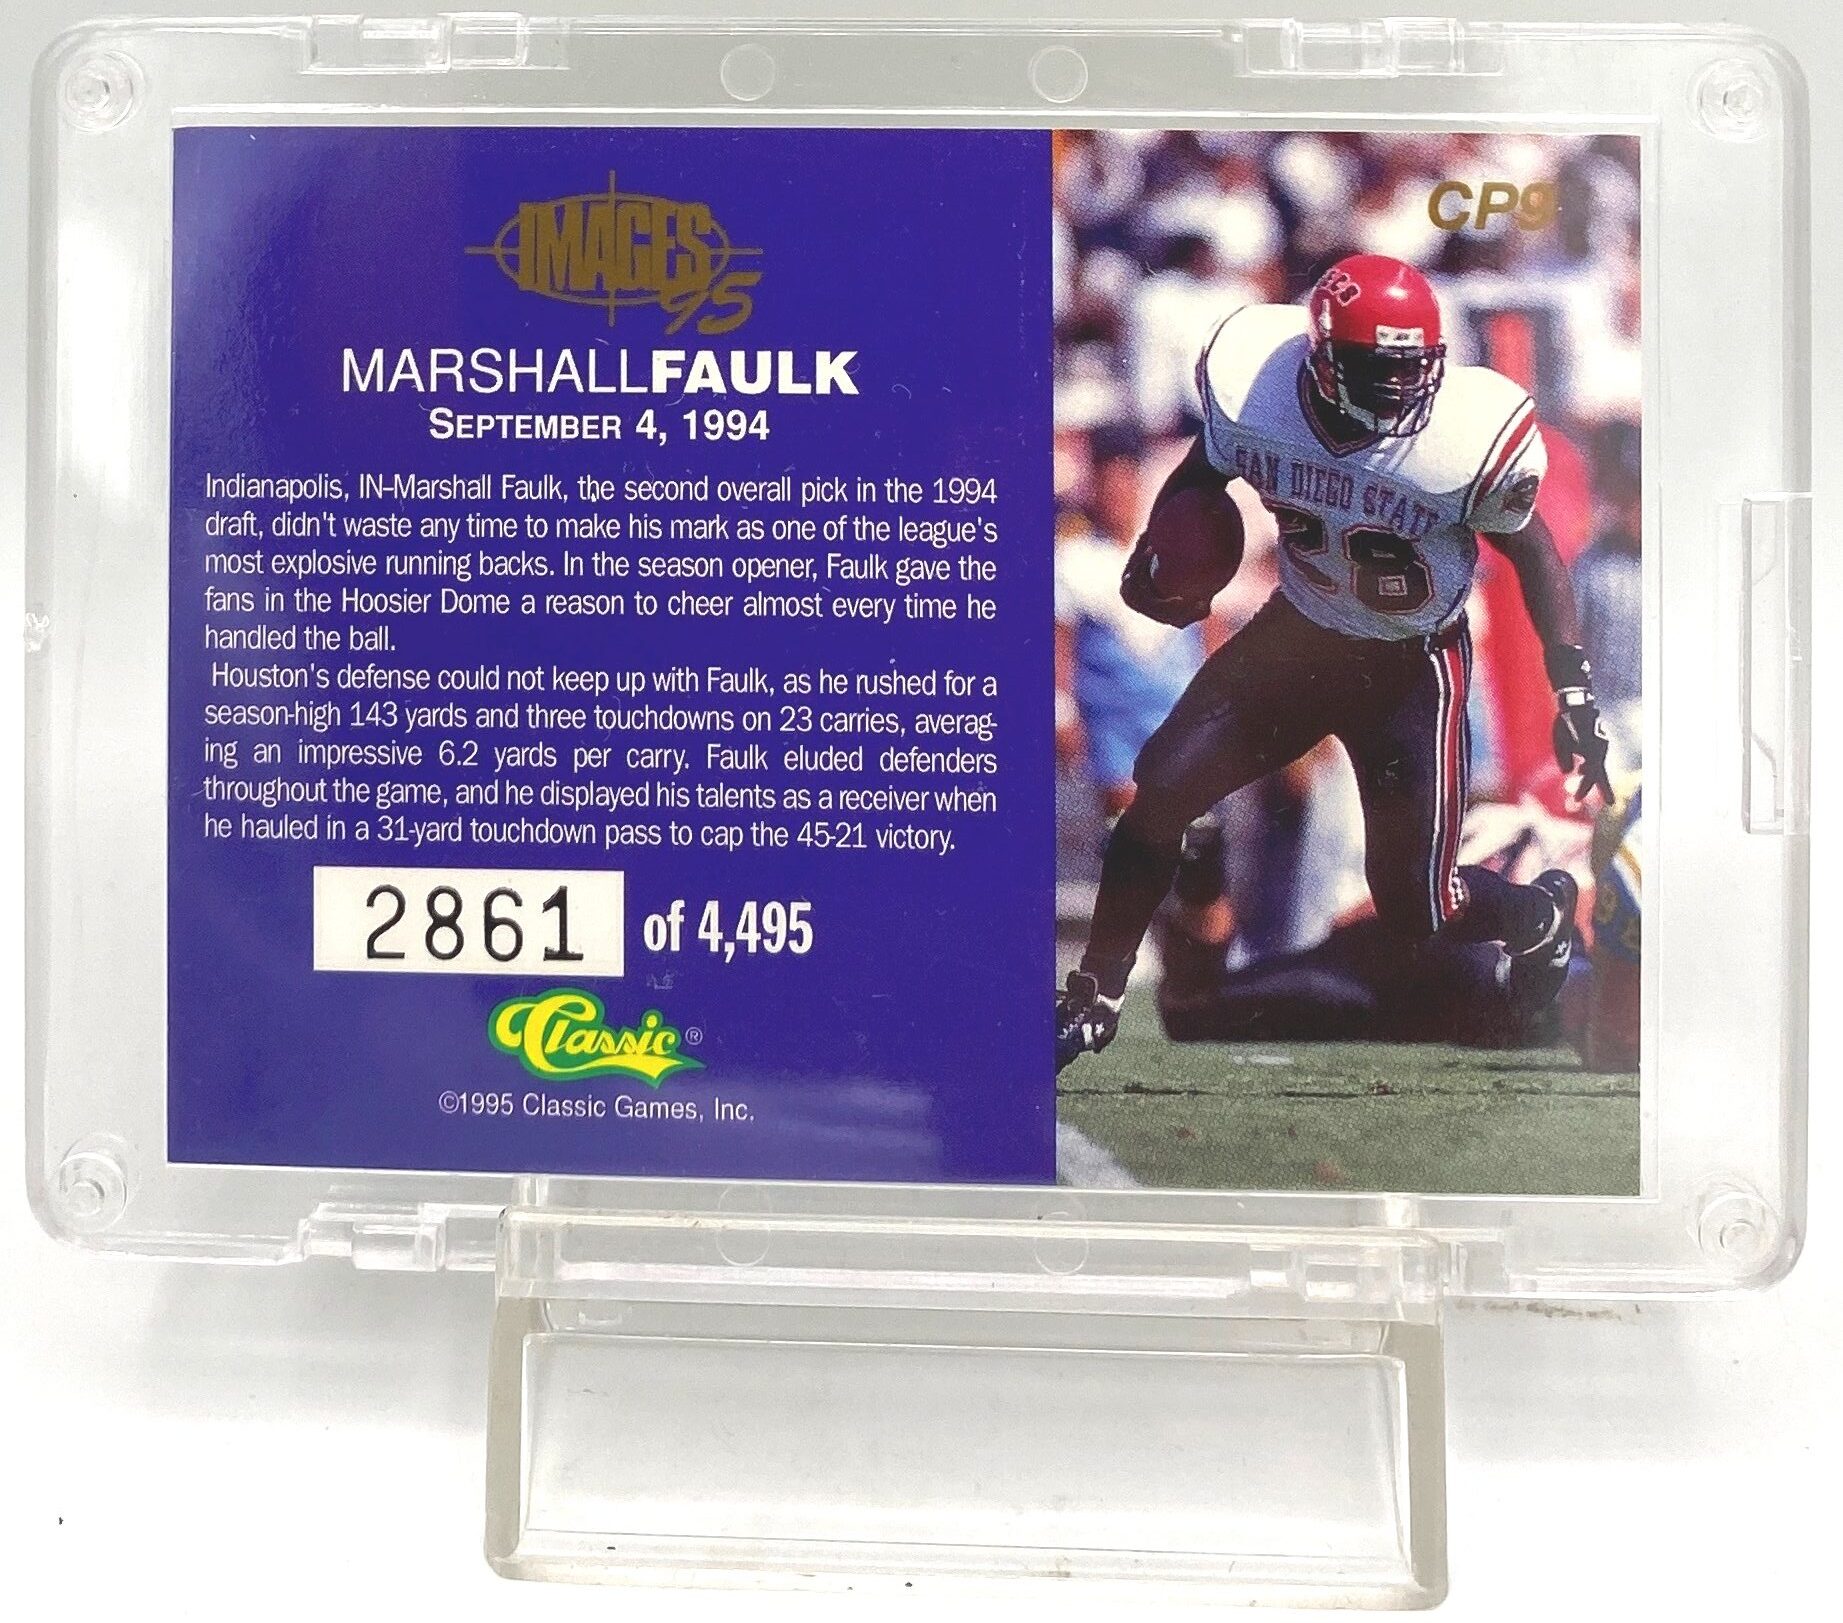 IMAGES
95
CP9
MARSHALLFAULK
SEPTEMBER 4, 1994
Indianapolis, IN-Marshall Faulk, the second overall pick in the 1994
draft, didn't waste any time to make his mark as one of the league's
most explosive running backs. In the season opener, Faulk gave the
fans in the Hoosier Dome a reason to cheer almost every time he
handled the ball.
Houston's defense could not keep up with Faulk, as he rushed for a
season-high 143 yards and three touchdowns on 23 carries, averag-
ing an impressive 6.2 yards per carry. Faulk eluded defenders
throughout the game, and he displayed his talents as a receiver when
he hauled in a 31-yard touchdown pass to cap the 45-21 victory.
2861 of 4,495
Classic®
©1995 Classic Games, Inc.
SAN DIEGO STATE
28